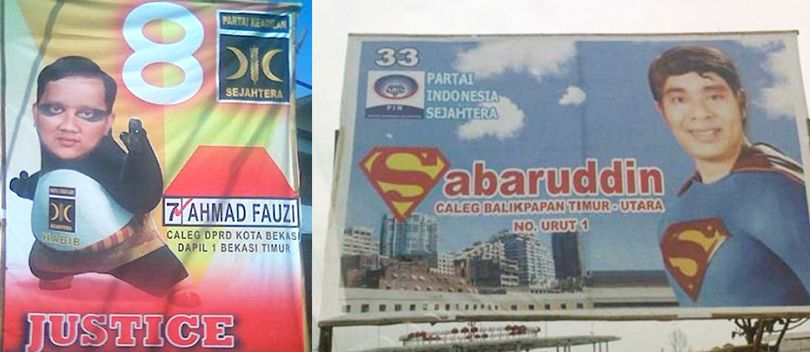 8
PARTAI KEADILAN
SEJAHTERA
7 AHMAD FAUZI
CALEG DPRD KOTA BEKASI
DAPIL 1 BEKASI TIMUR
SEJAHTERA
HABIB
JUSTICE
33
PARTAI
INDONESIA
SEJAHTERA
PIS
Sabaruddin
CALEG BALIKPAPAN TIMUR - UTARA
NO. URUT 1
S